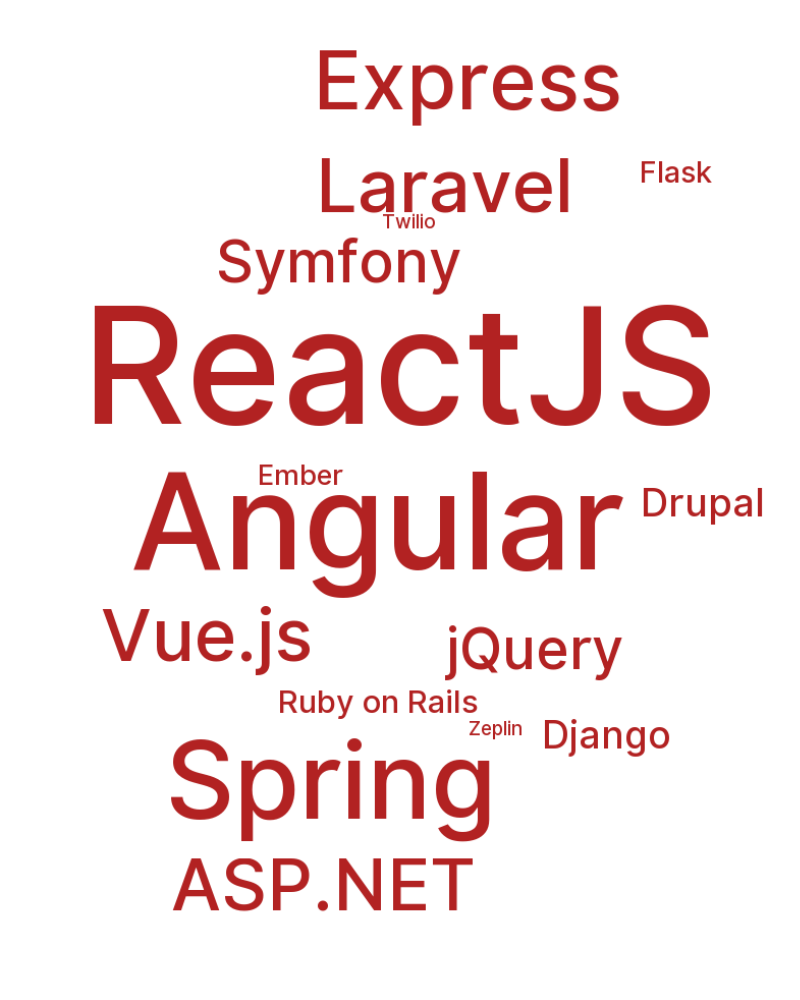 Express
Laravel
Flask
Twilio
Symfony
ReactJS
Ember
Angular
Drupal
Vue.js
jQuery
Ruby on Rails
Zeplin
Django
Spring
ASP.NET